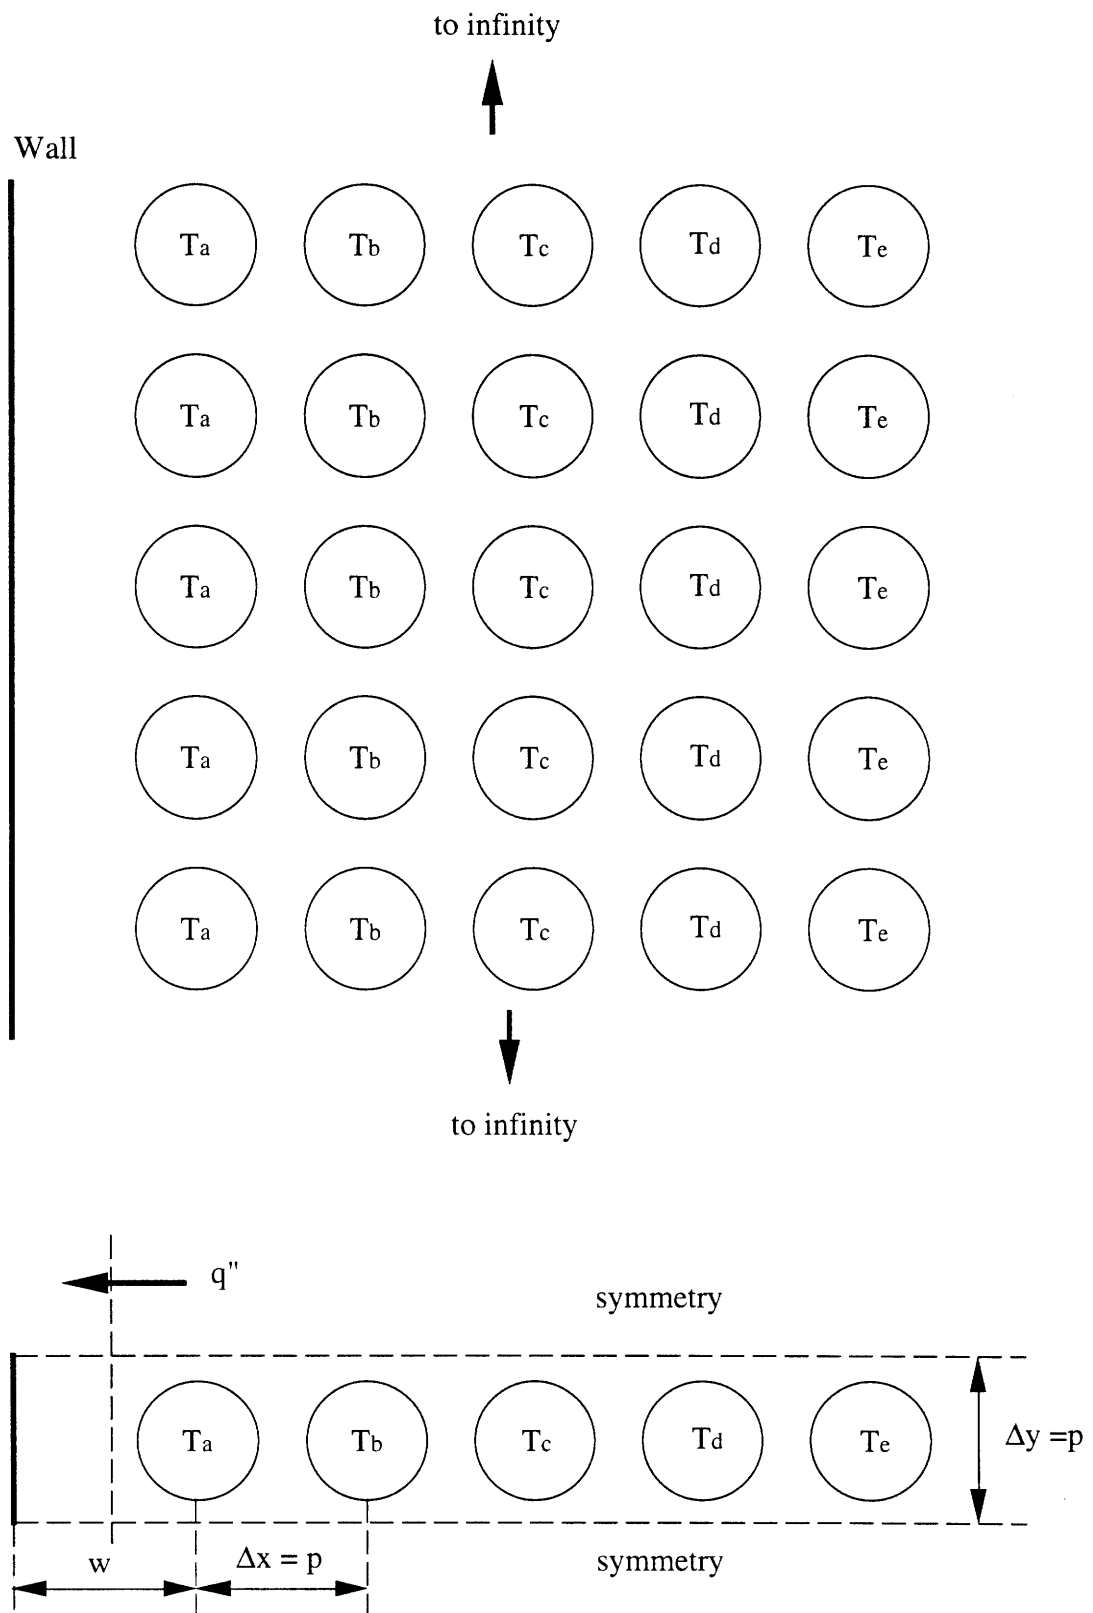 to infinity
Wall
Ta Tb Tc Td Te
Ta Tb Tc Td Te
Ta Tb Tc Td Te
Ta Tb Tc Td Te
Ta Tb Tc Td Te
to infinity
q"
symmetry
Ta Tb Tc Td Te
Δy =p
w
Δx = p
symmetry